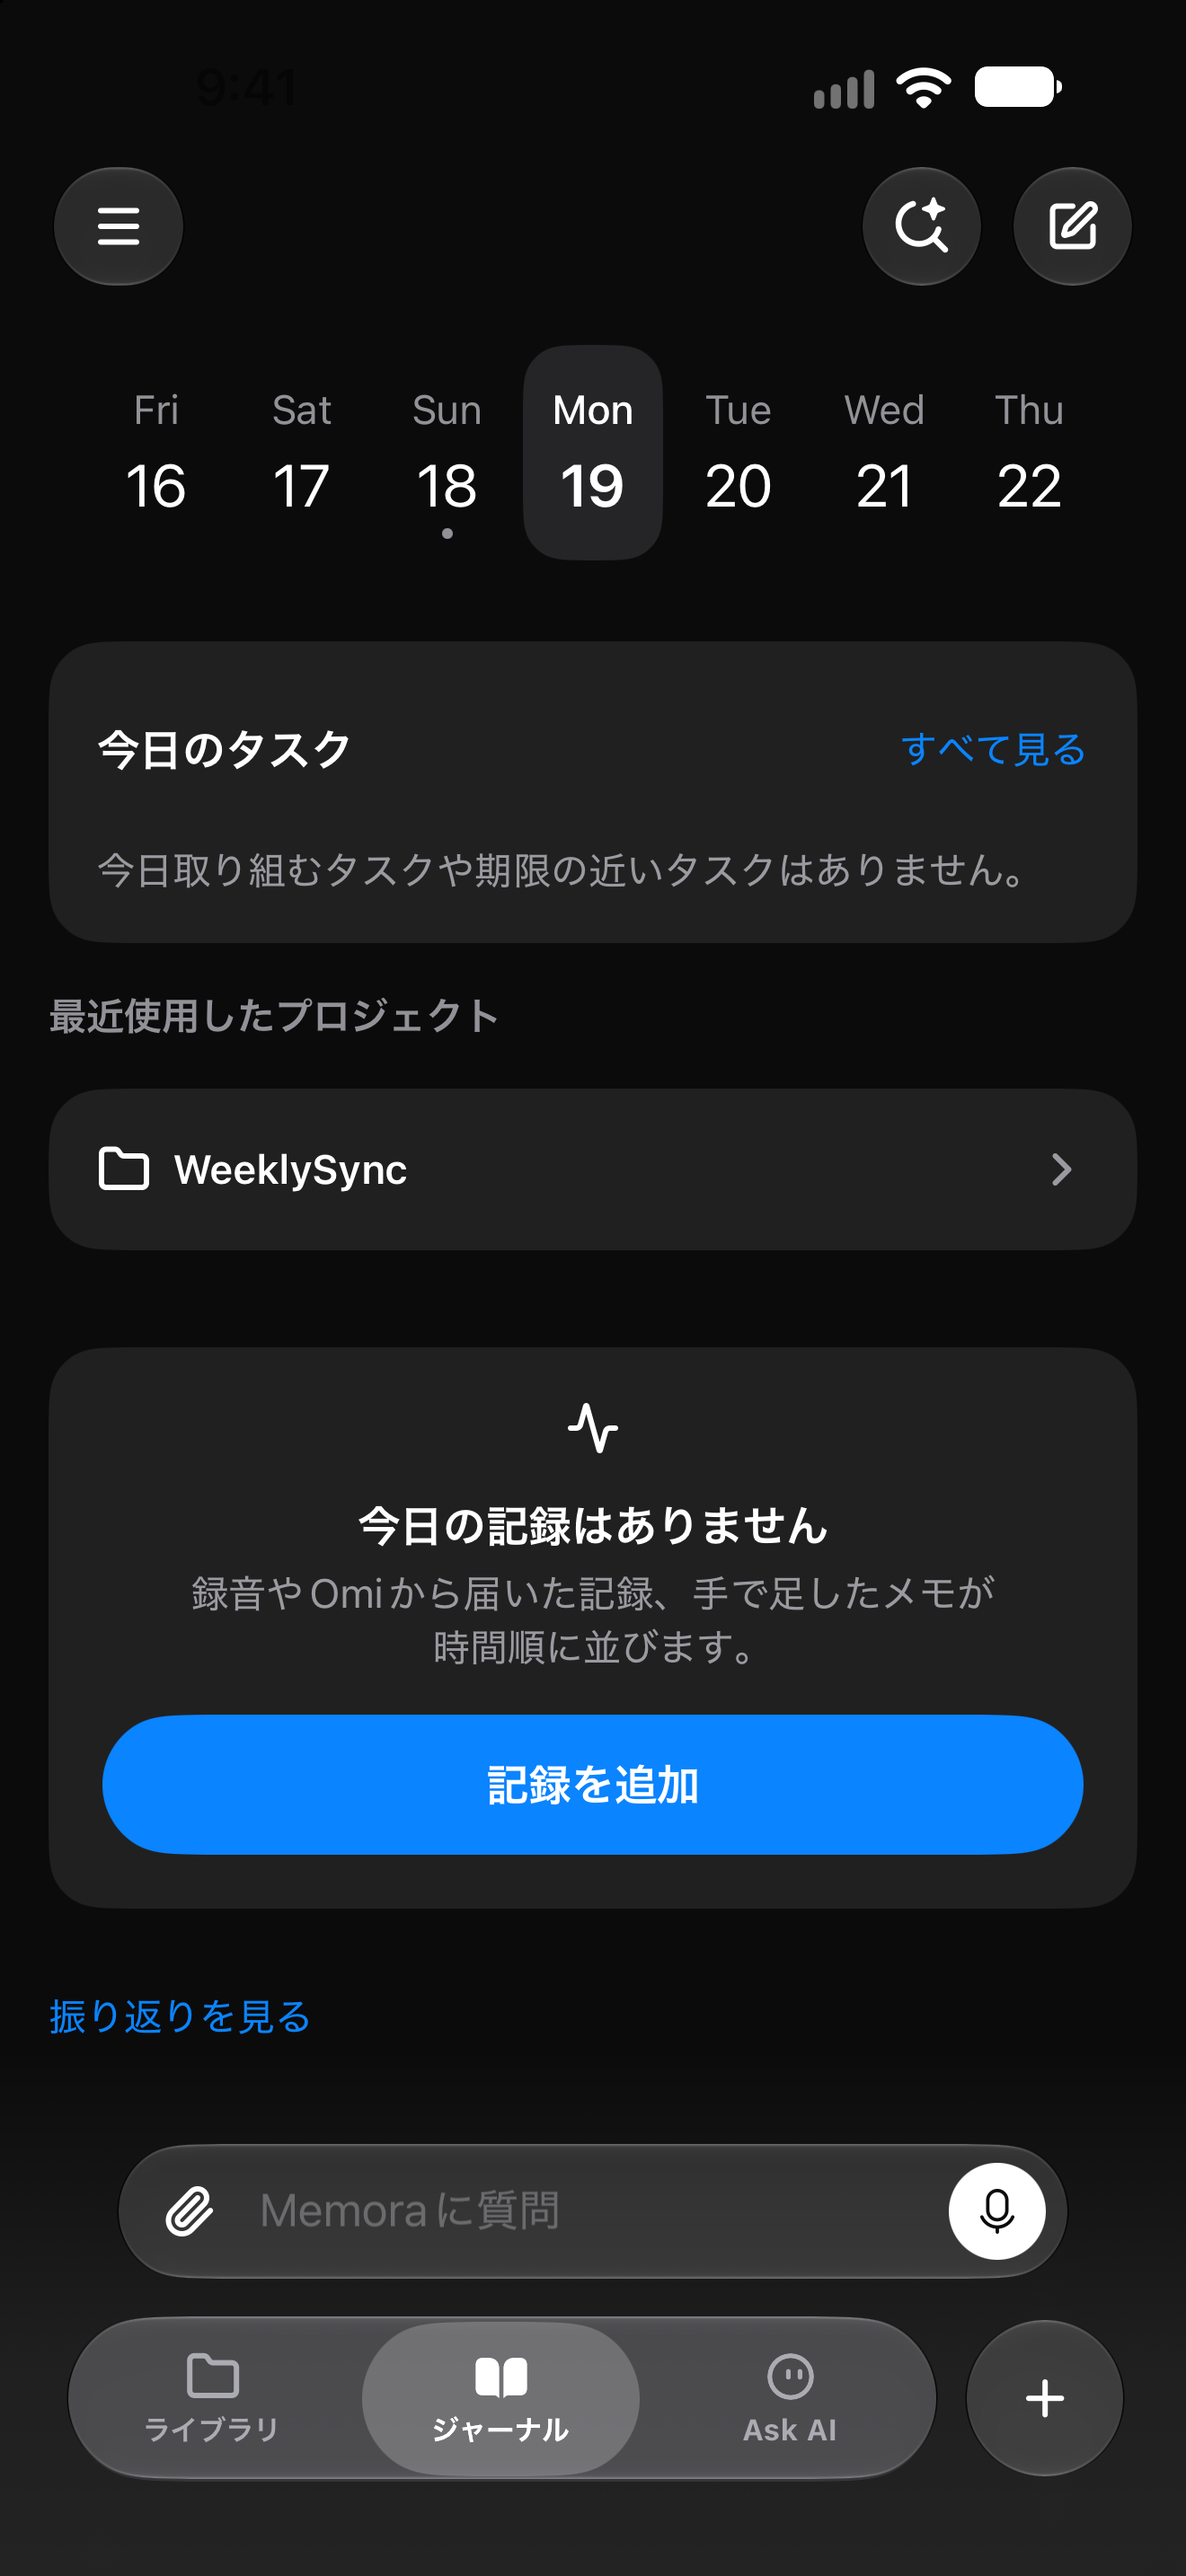 9:41
Fri Sat Sun Mon Tue Wed Thu
16 17 18 19 20 21 22
今日のタスク すべて見る
今日取り組むタスクや期限の近いタスクはありません。
最近使用したプロジェクト
WeeklySync
今日の記録はありません
録音やOmiから届いた記録、手で足したメモが
時間順に並びます。
記録を追加
振り返りを見る
Memoraに質問
ライブラリ ジャーナル Ask AI